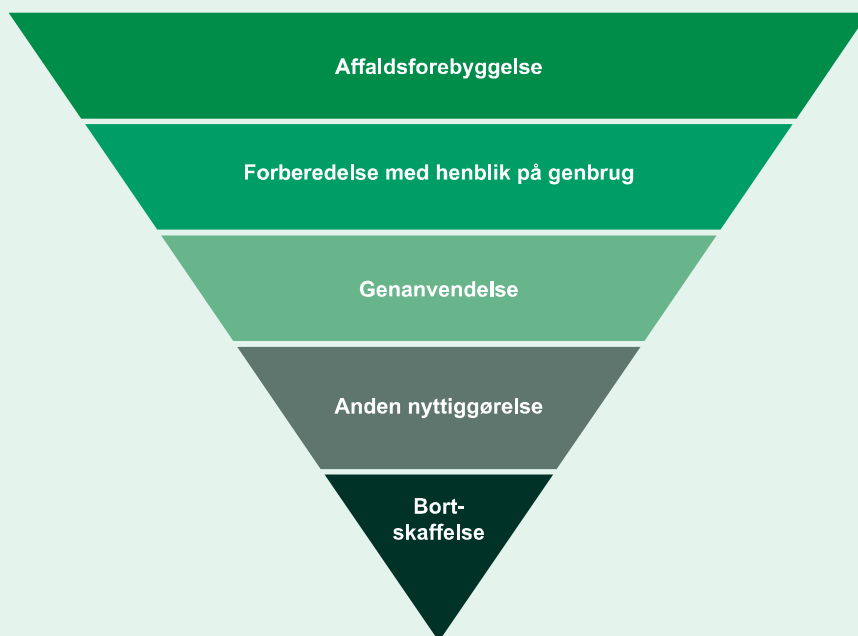 Affaldsforebyggelse
Forberedelse med henblik på genbrug
Genanvendelse
Anden nyttiggørelse
Bort-
skaffelse